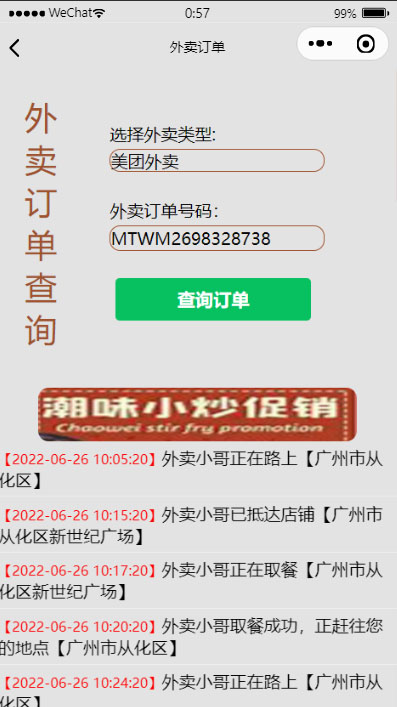 WeChat 0:57 99%
外卖订单
外卖订单查询
选择外卖类型:
美团外卖
外卖订单号码：
MTWM2698328738
查询订单
潮味小炒促销
Chaowei stir fry promotion
【2022-06-26 10:05:20】外卖小哥正在路上【广州市从
化区】
【2022-06-26 10:15:20】外卖小哥已抵达店铺【广州市
从化区新世纪广场】
【2022-06-26 10:17:20】外卖小哥正在取餐【广州市从
化区新世纪广场】
【2022-06-26 10:20:20】外卖小哥取餐成功，正赶往您
的地点【广州市从化区】
【2022-06-26 10:24:20】外卖小哥正在路上【广州市从
化区】